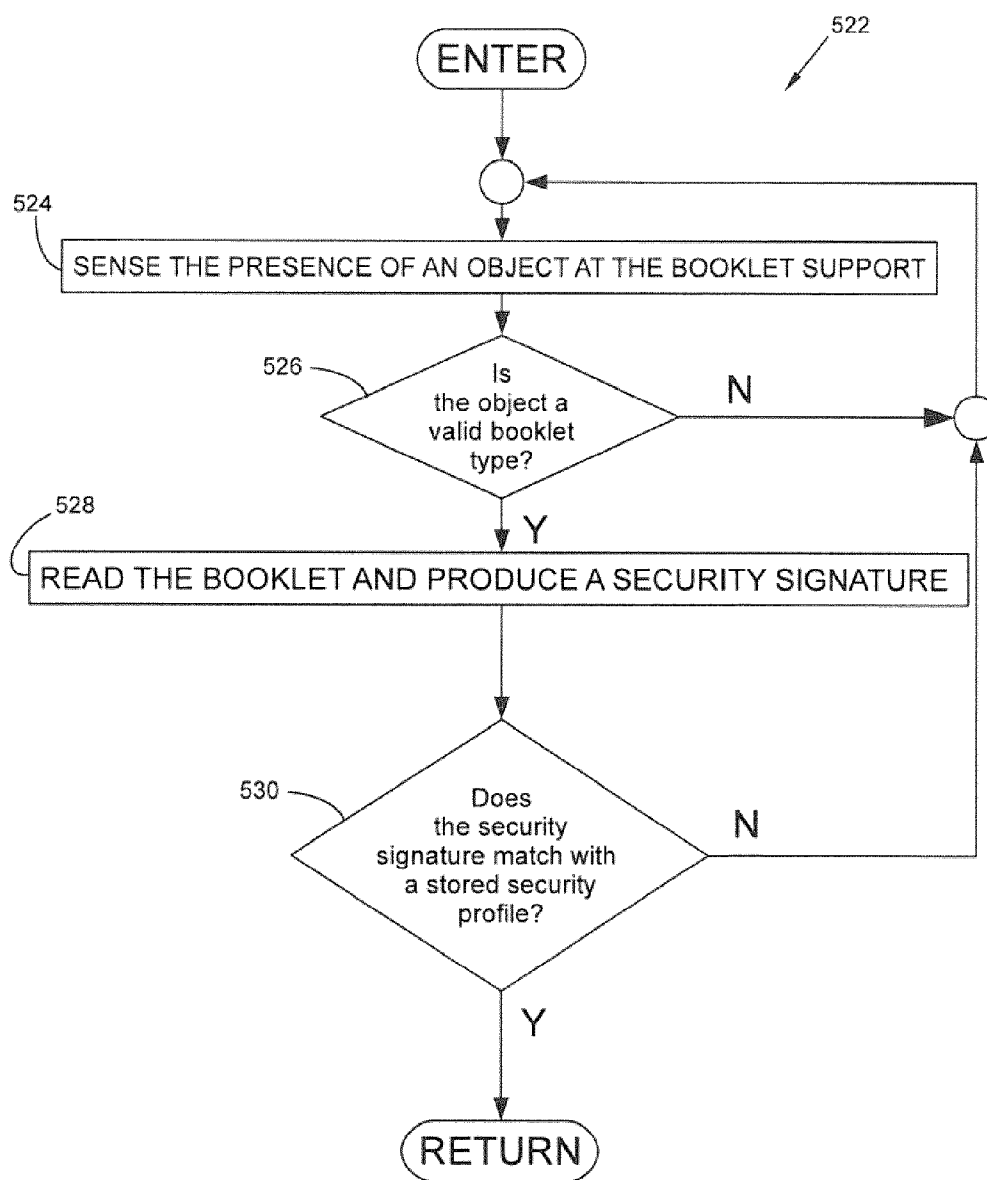 522
ENTER
524
SENSE THE PRESENCE OF AN OBJECT AT THE BOOKLET SUPPORT
526
Is
the object a
valid booklet
type?
N
Y
528
READ THE BOOKLET AND PRODUCE A SECURITY SIGNATURE
530
Does
the security
signature match with
a stored security
profile?
N
Y
RETURN